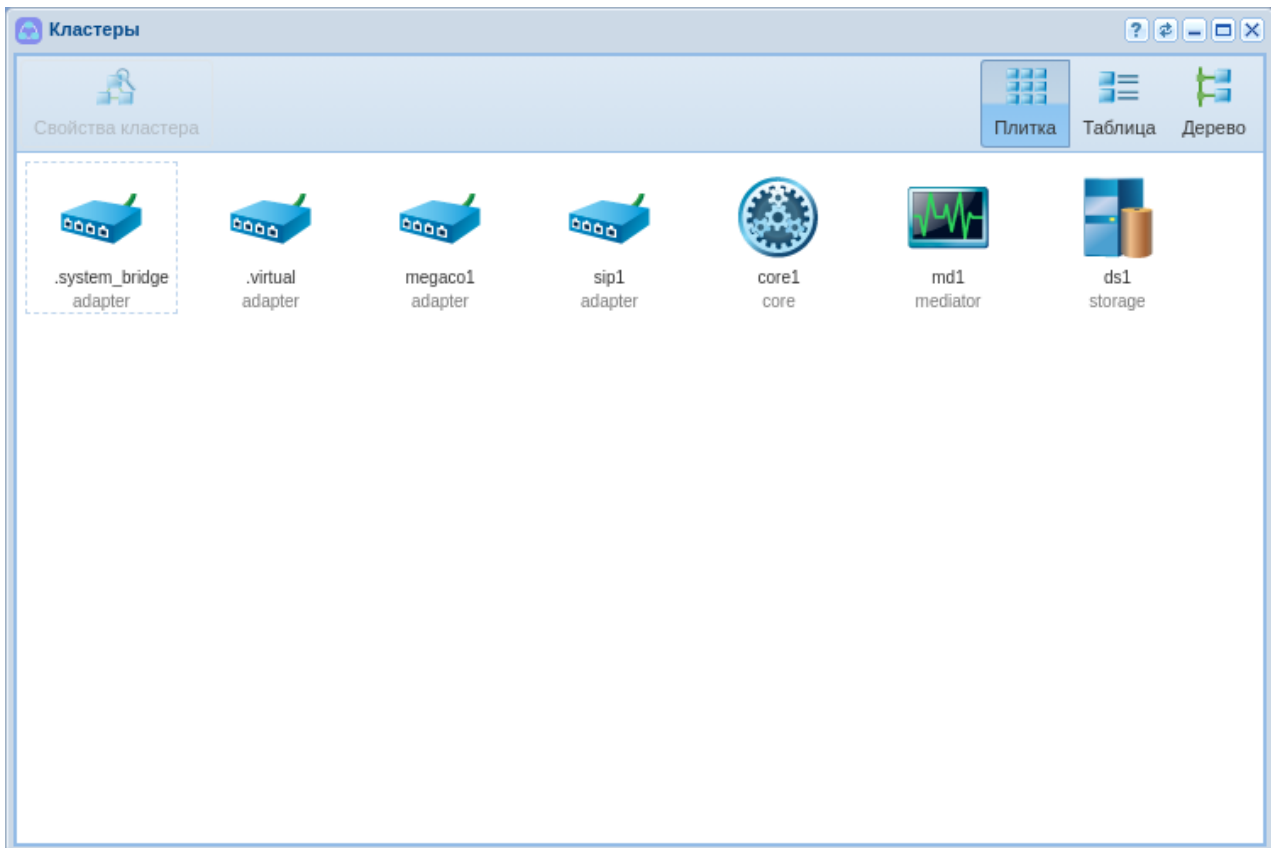 Кластеры
Свойства кластера
Плитка Таблица Дерево
.system_bridge .virtual megaco1 sip1 core1 md1 ds1
adapter adapter adapter adapter core mediator storage